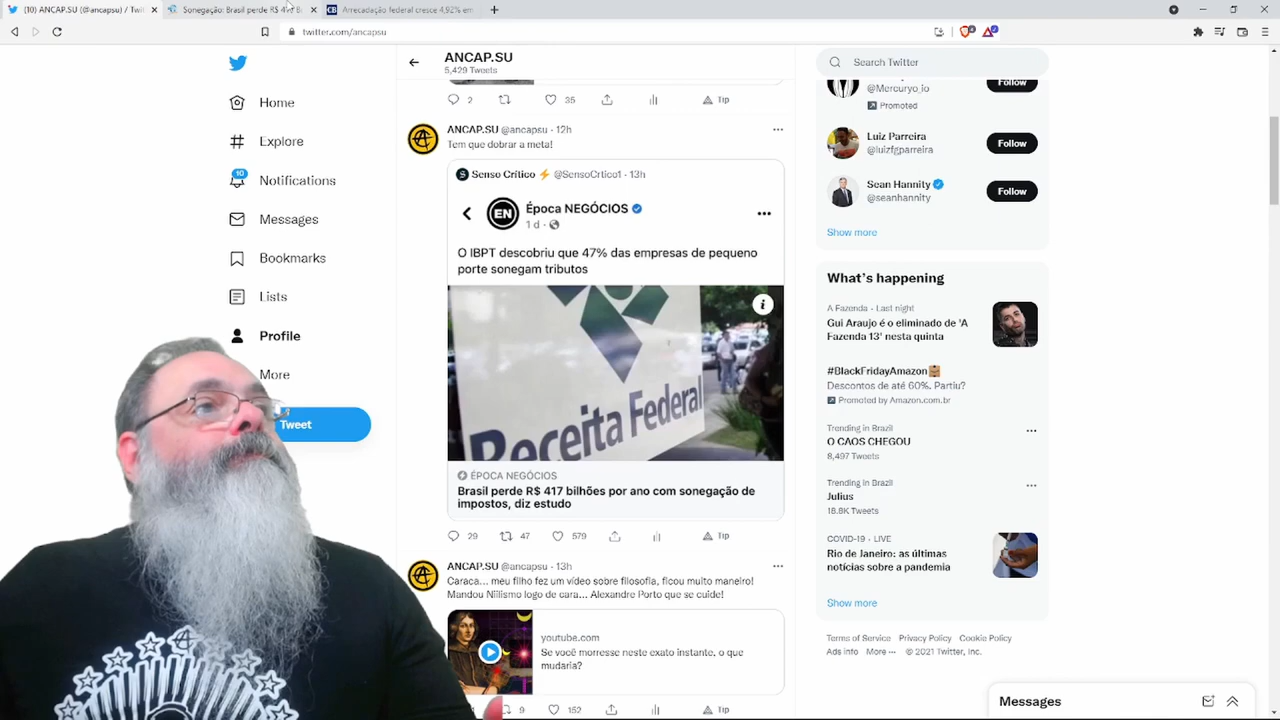 (10) ANCAP.SU (@ancapsu) / Twit
Sonegação: Brasil perde R$ 417 B
CB Arrecadação federal cresce 4,92% em
twitter.com/ancapsu
ANCAP.SU
5,429 Tweets
Search Twitter
Home
Explore
10
Notifications
Messages
Bookmarks
Lists
Profile
More
Tweet
2
35
Tip
ANCAP.SU @ancapsu · 12h
Tem que dobrar a meta!
Senso Crítico ⚡ @SensoCrtico1 · 13h
EN
Época NEGÓCIOS
1 d ·
O IBPT descobriu que 47% das empresas de pequeno
porte sonegam tributos
Receita Federal
ÉPOCA NEGÓCIOS
Brasil perde R$ 417 bilhões por ano com sonegação de
impostos, diz estudo
29
47
579
Tip
ANCAP.SU @ancapsu · 13h
Caraca... meu filho fez um vídeo sobre filosofia, ficou muito maneiro!
Mandou Niilismo logo de cara... Alexandre Porto que se cuide!
youtube.com
Se você morresse neste exato instante, o que
mudaria?
9
152
Tip
@Mercuryo_io
Follow
Promoted
Luiz Parreira
@luizfgparreira
Follow
Sean Hannity
@seanhannity
Follow
Show more
What's happening
A Fazenda · Last night
Gui Araujo é o eliminado de 'A
Fazenda 13' nesta quinta
#BlackFridayAmazon
Descontos de até 60%. Partiu?
Promoted by Amazon.com.br
Trending in Brazil
O CAOS CHEGOU
8,497 Tweets
Trending in Brazil
Julius
18.8K Tweets
COVID-19 · LIVE
Rio de Janeiro: as últimas
notícias sobre a pandemia
Show more
Terms of Service Privacy Policy Cookie Policy
Ads info More ··· © 2021 Twitter, Inc.
Messages